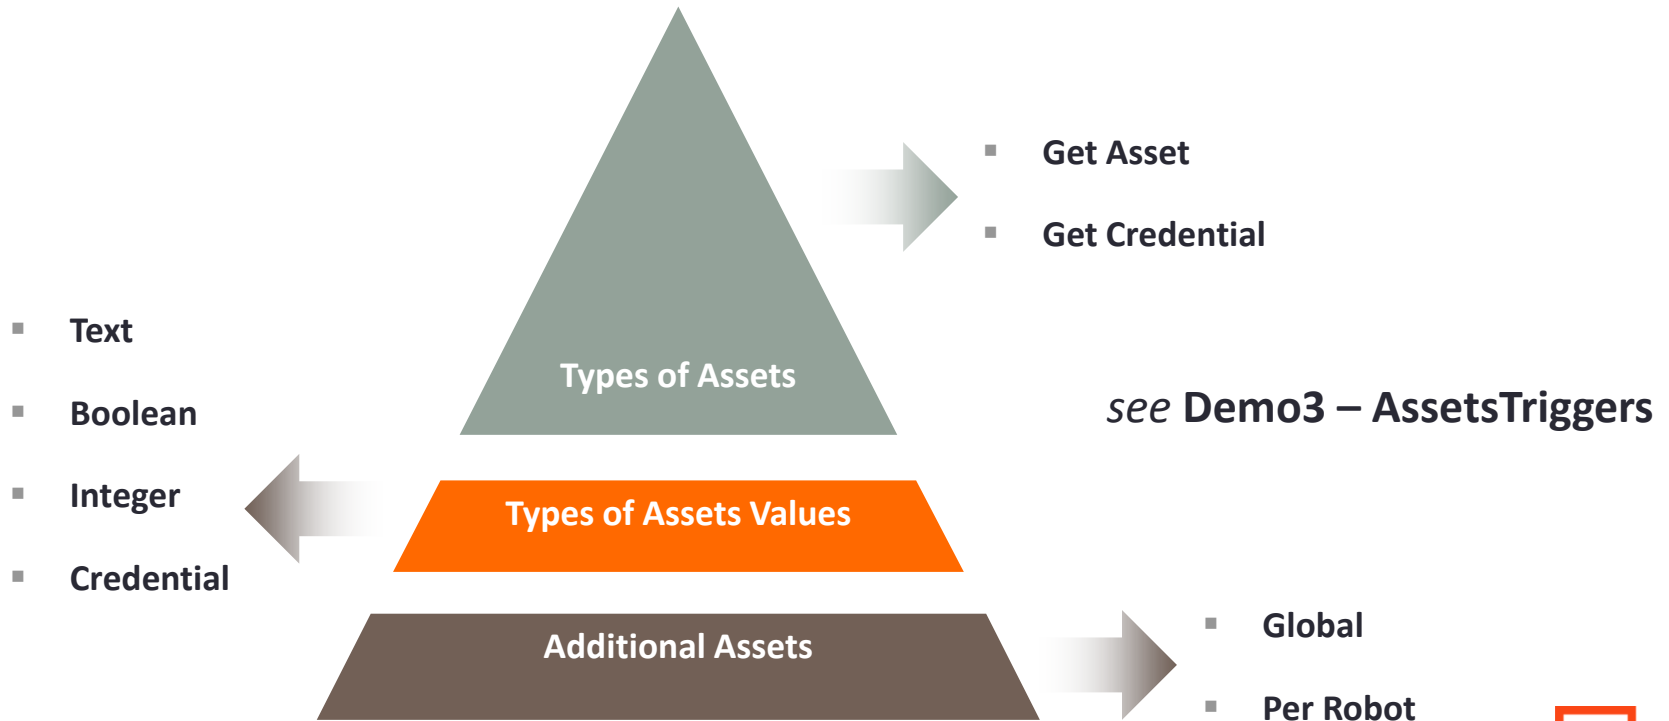 Get Asset
Get Credential
Types of Assets
Text
Boolean
Integer
Credential
see Demo3 – AssetsTriggers
Types of Assets Values
Additional Assets
Global
Per Robot